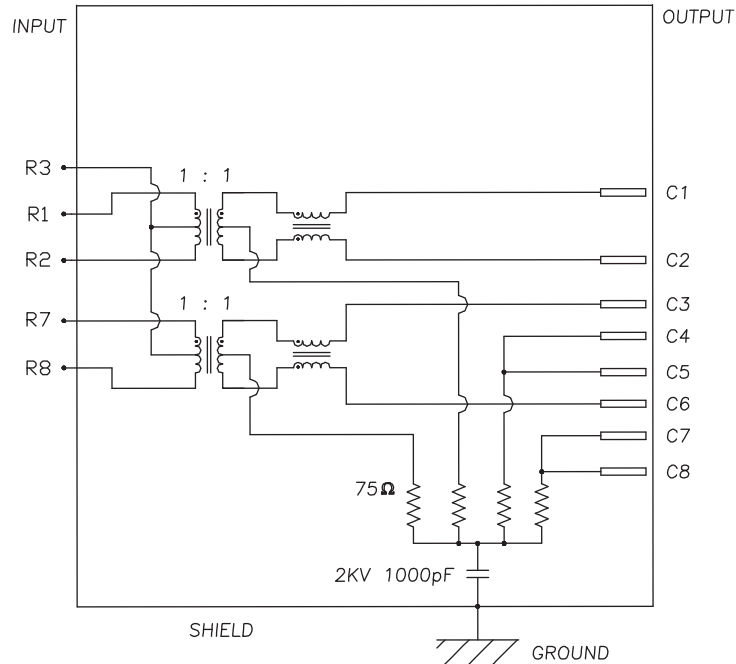 INPUT
OUTPUT
R3
1 : 1
R1
C1
R2
C2
1 : 1
C3
R7
C4
R8
C5
C6
C7
75Ω
C8
2KV 1000pF
SHIELD
GROUND